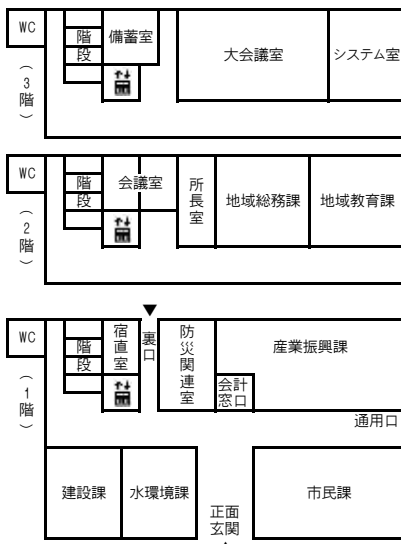 WC
階段
備蓄室
大会議室
システム室
（3階）
WC
階段
会議室
所長室
地域総務課
地域教育課
（2階）
WC
階段
宿直室
裏口
防災関連室
産業振興課
会計
窓口
（1階）
通用口
建設課
水環境課
正面
玄関
市民課